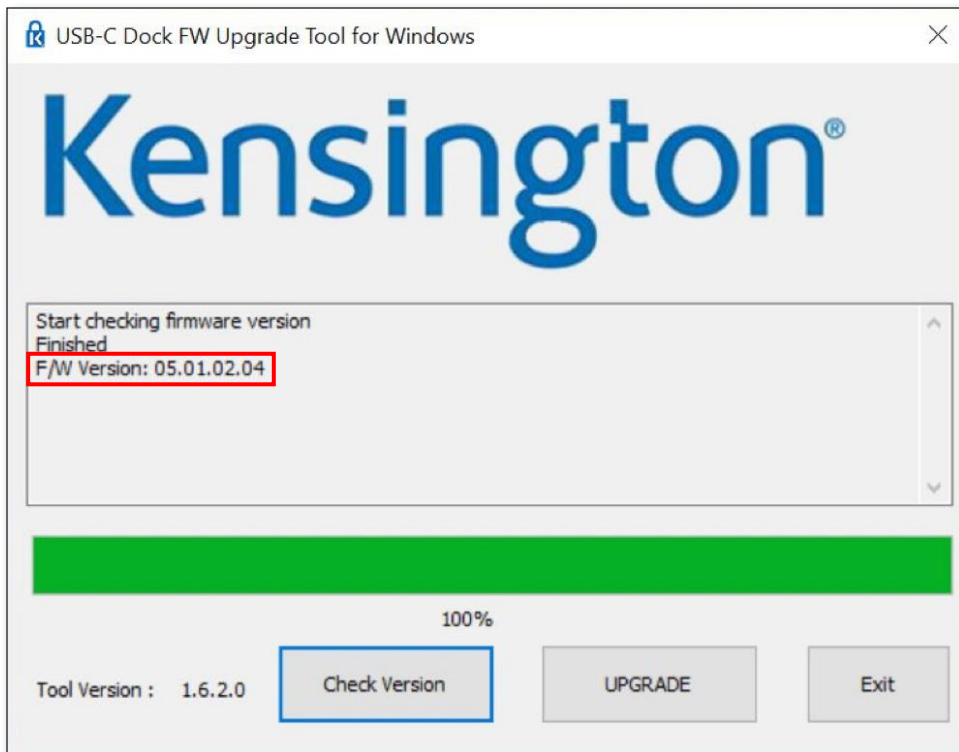 USB-C Dock FW Upgrade Tool for Windows
Kensington®
Start checking firmware version
Finished
F/W Version: 05.01.02.04
100%
Tool Version : 1.6.2.0 Check Version UPGRADE Exit